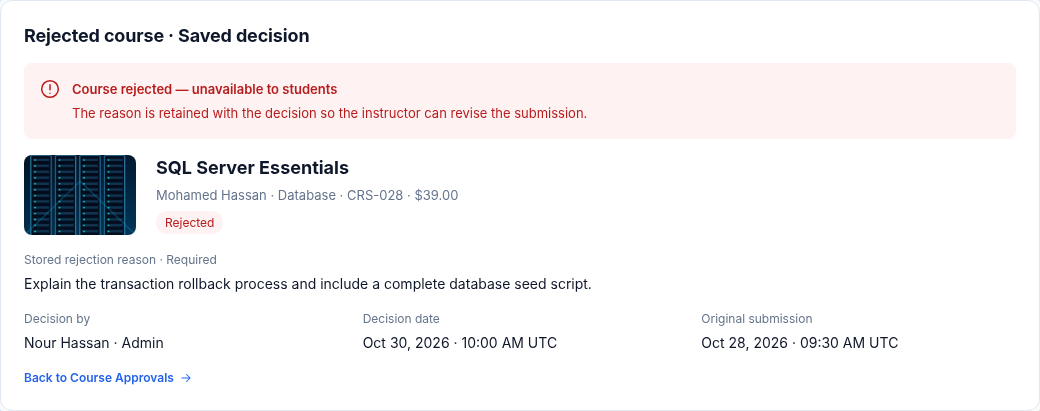 Rejected course · Saved decision
Course rejected — unavailable to students
The reason is retained with the decision so the instructor can revise the submission.
SQL Server Essentials
Mohamed Hassan · Database · CRS-028 · $39.00
Rejected
Stored rejection reason · Required
Explain the transaction rollback process and include a complete database seed script.
Decision by
Nour Hassan · Admin
Decision date
Oct 30, 2026 · 10:00 AM UTC
Original submission
Oct 28, 2026 · 09:30 AM UTC
Back to Course Approvals →